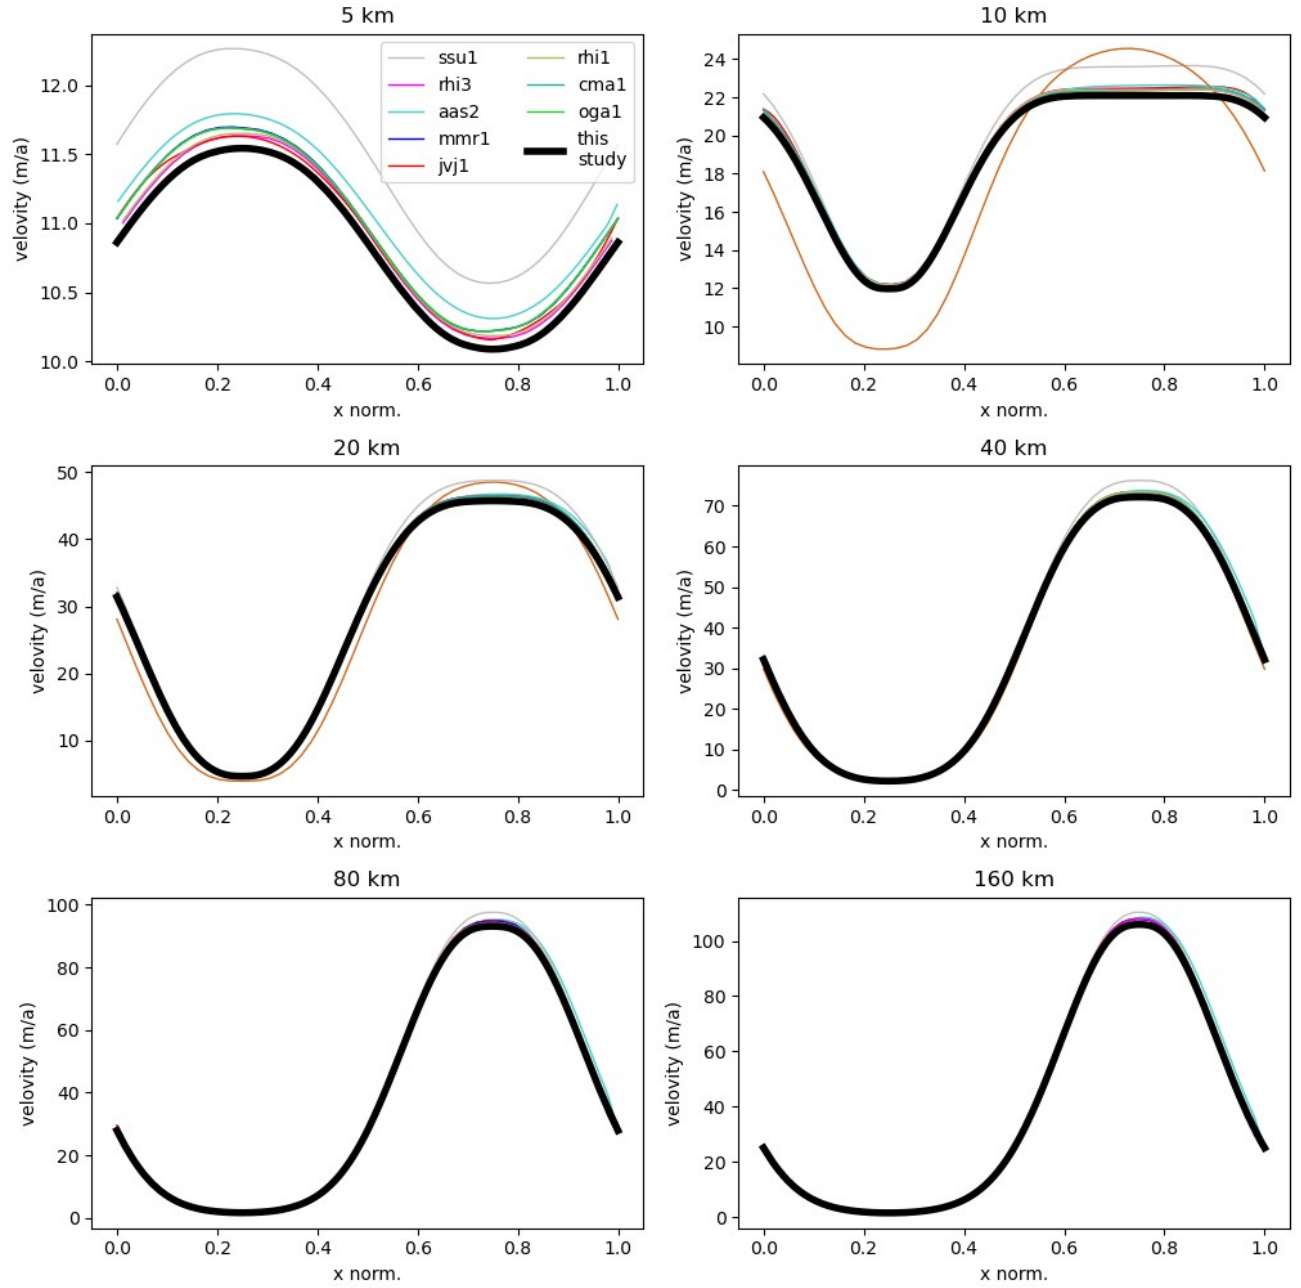 5 km
12.0
11.5
11.0
10.5
10.0
velovity (m/a)
0.0 0.2 0.4 0.6 0.8 1.0
x norm.
ssu1
rhi3
aas2
mmr1
jvj1
rhi1
cma1
oga1
this
study
10 km
24
22
20
18
16
14
12
10
velovity (m/a)
0.0 0.2 0.4 0.6 0.8 1.0
x norm.
20 km
50
40
30
20
10
velovity (m/a)
0.0 0.2 0.4 0.6 0.8 1.0
x norm.
40 km
70
60
50
40
30
20
10
0
velovity (m/a)
0.0 0.2 0.4 0.6 0.8 1.0
x norm.
80 km
100
80
60
40
20
0
velovity (m/a)
0.0 0.2 0.4 0.6 0.8 1.0
x norm.
160 km
100
80
60
40
20
0
velovity (m/a)
0.0 0.2 0.4 0.6 0.8 1.0
x norm.